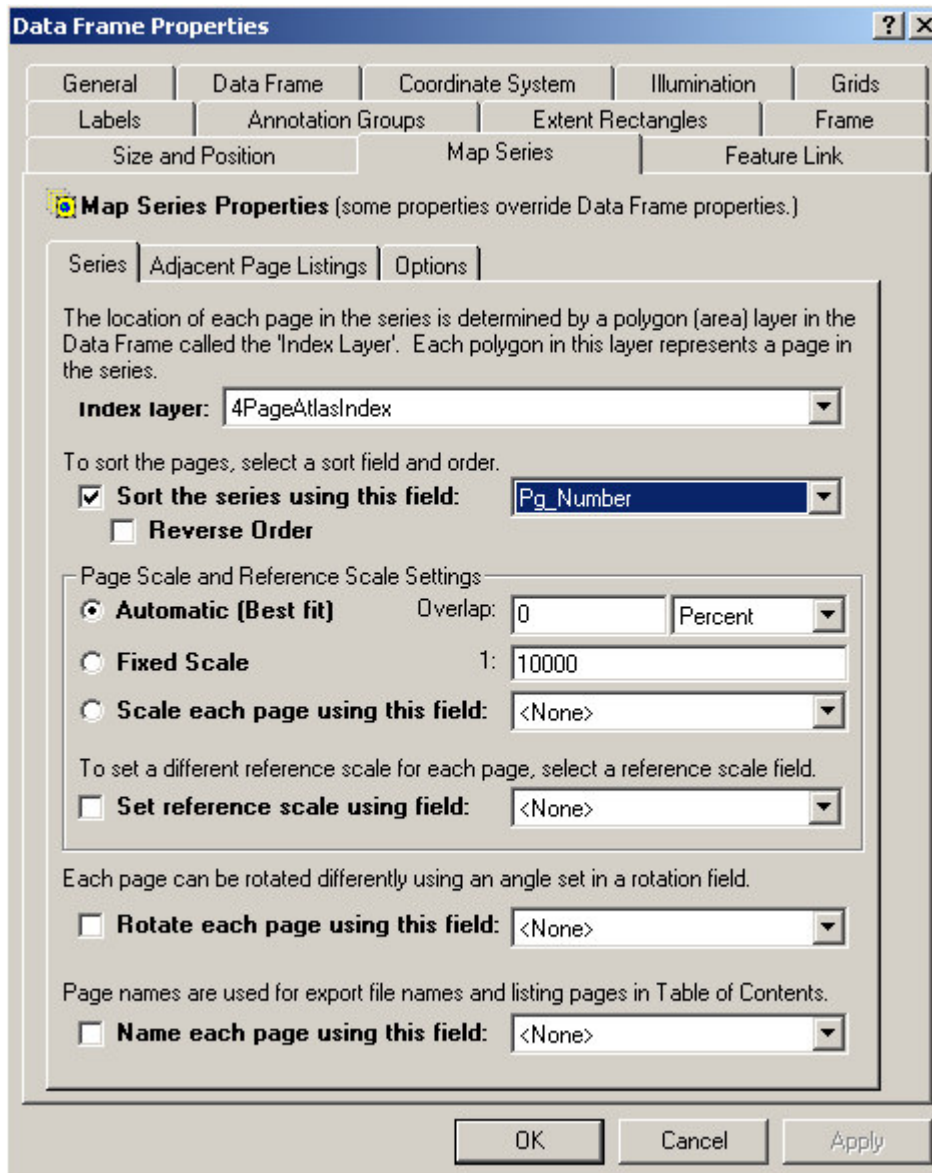 Data Frame Properties
?
General Data Frame Coordinate System Illumination Grids
Labels Annotation Groups Extent Rectangles Frame
Size and Position Map Series Feature Link
Map Series Properties (some properties override Data Frame properties.)
Series Adjacent Page Listings Options
The location of each page in the series is determined by a polygon (area) layer in the
Data Frame called the 'Index Layer'. Each polygon in this layer represents a page in
the series.
Index layer: 4PageAtlasIndex
To sort the pages, select a sort field and order.
Sort the series using this field: Pg_Number
Reverse Order
Page Scale and Reference Scale Settings
Automatic (Best fit) Overlap: 0 Percent
Fixed Scale 1: 10000
Scale each page using this field: <None>
To set a different reference scale for each page, select a reference scale field.
Set reference scale using field: <None>
Each page can be rotated differently using an angle set in a rotation field.
Rotate each page using this field: <None>
Page names are used for export file names and listing pages in Table of Contents.
Name each page using this field: <None>
OK Cancel Apply